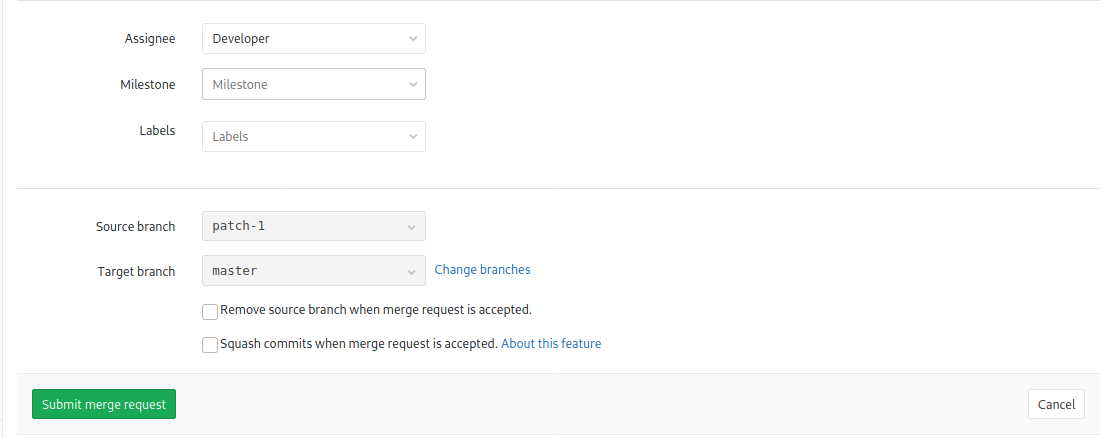 Assignee Developer
Milestone Milestone
Labels Labels
Source branch patch-1
Target branch master Change branches
Remove source branch when merge request is accepted.
Squash commits when merge request is accepted. About this feature
Submit merge request Cancel